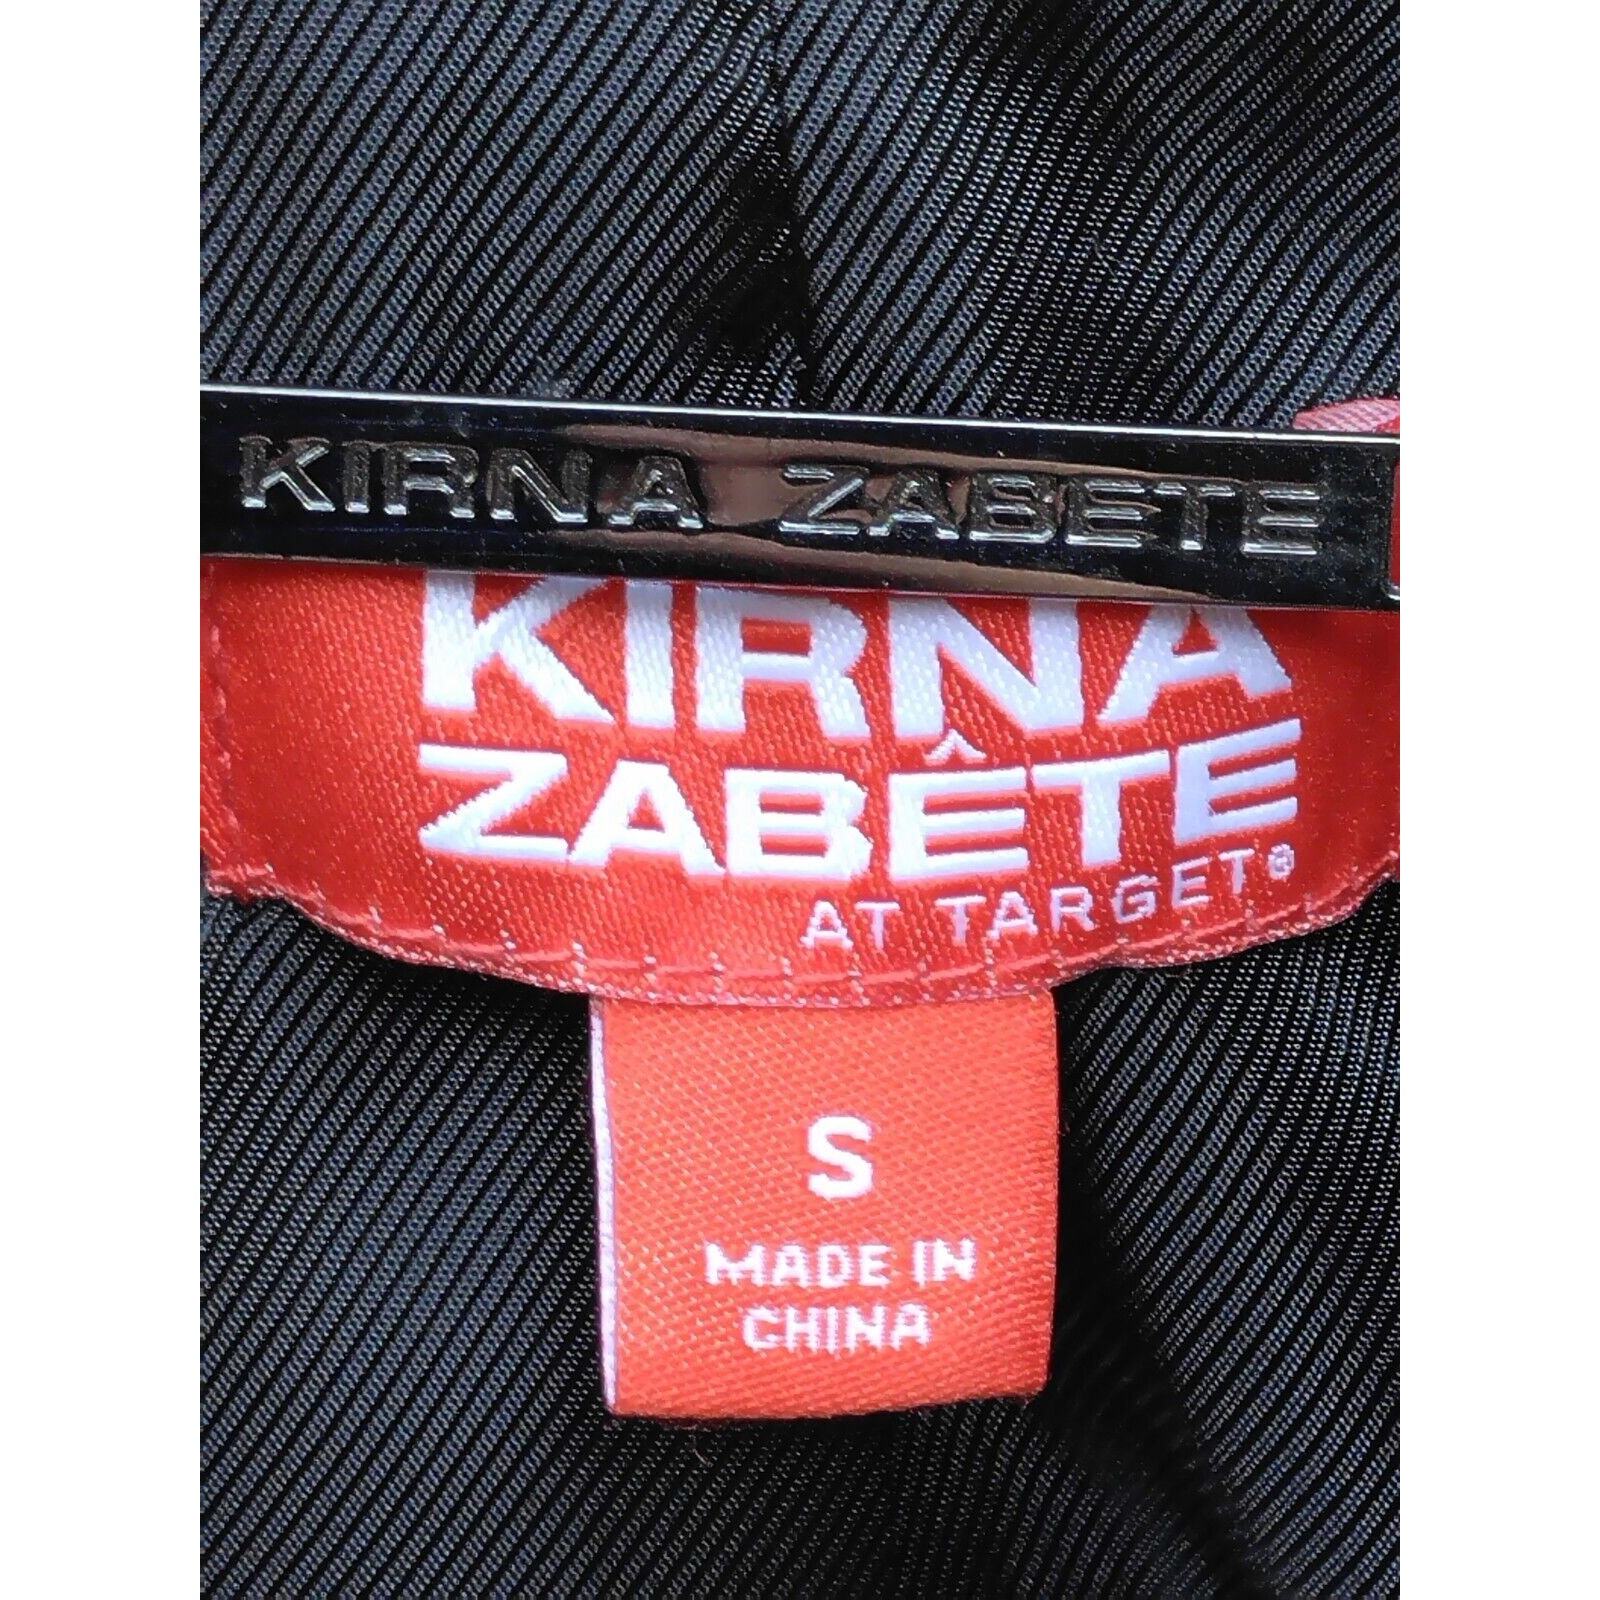 KIRNA ZABETE
KIRNA
ZABÊTE
AT TARGET®
S
MADE IN
CHINA